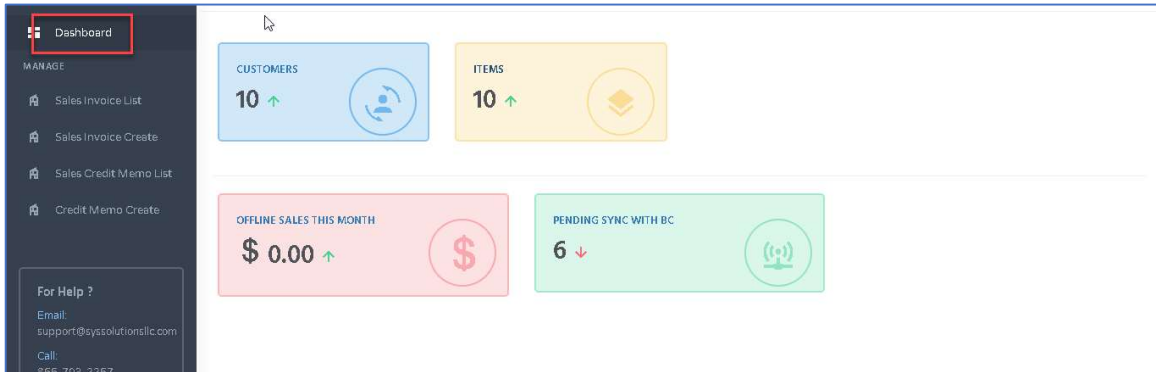 Dashboard
MANAGE
Sales Invoice List
Sales Invoice Create
Sales Credit Memo List
Credit Memo Create
For Help ?
Email:
support@syssolutionsllc.com
Call:
CUSTOMERS
10
ITEMS
10
OFFLINE SALES THIS MONTH
$ 0.00
$
PENDING SYNC WITH BC
6